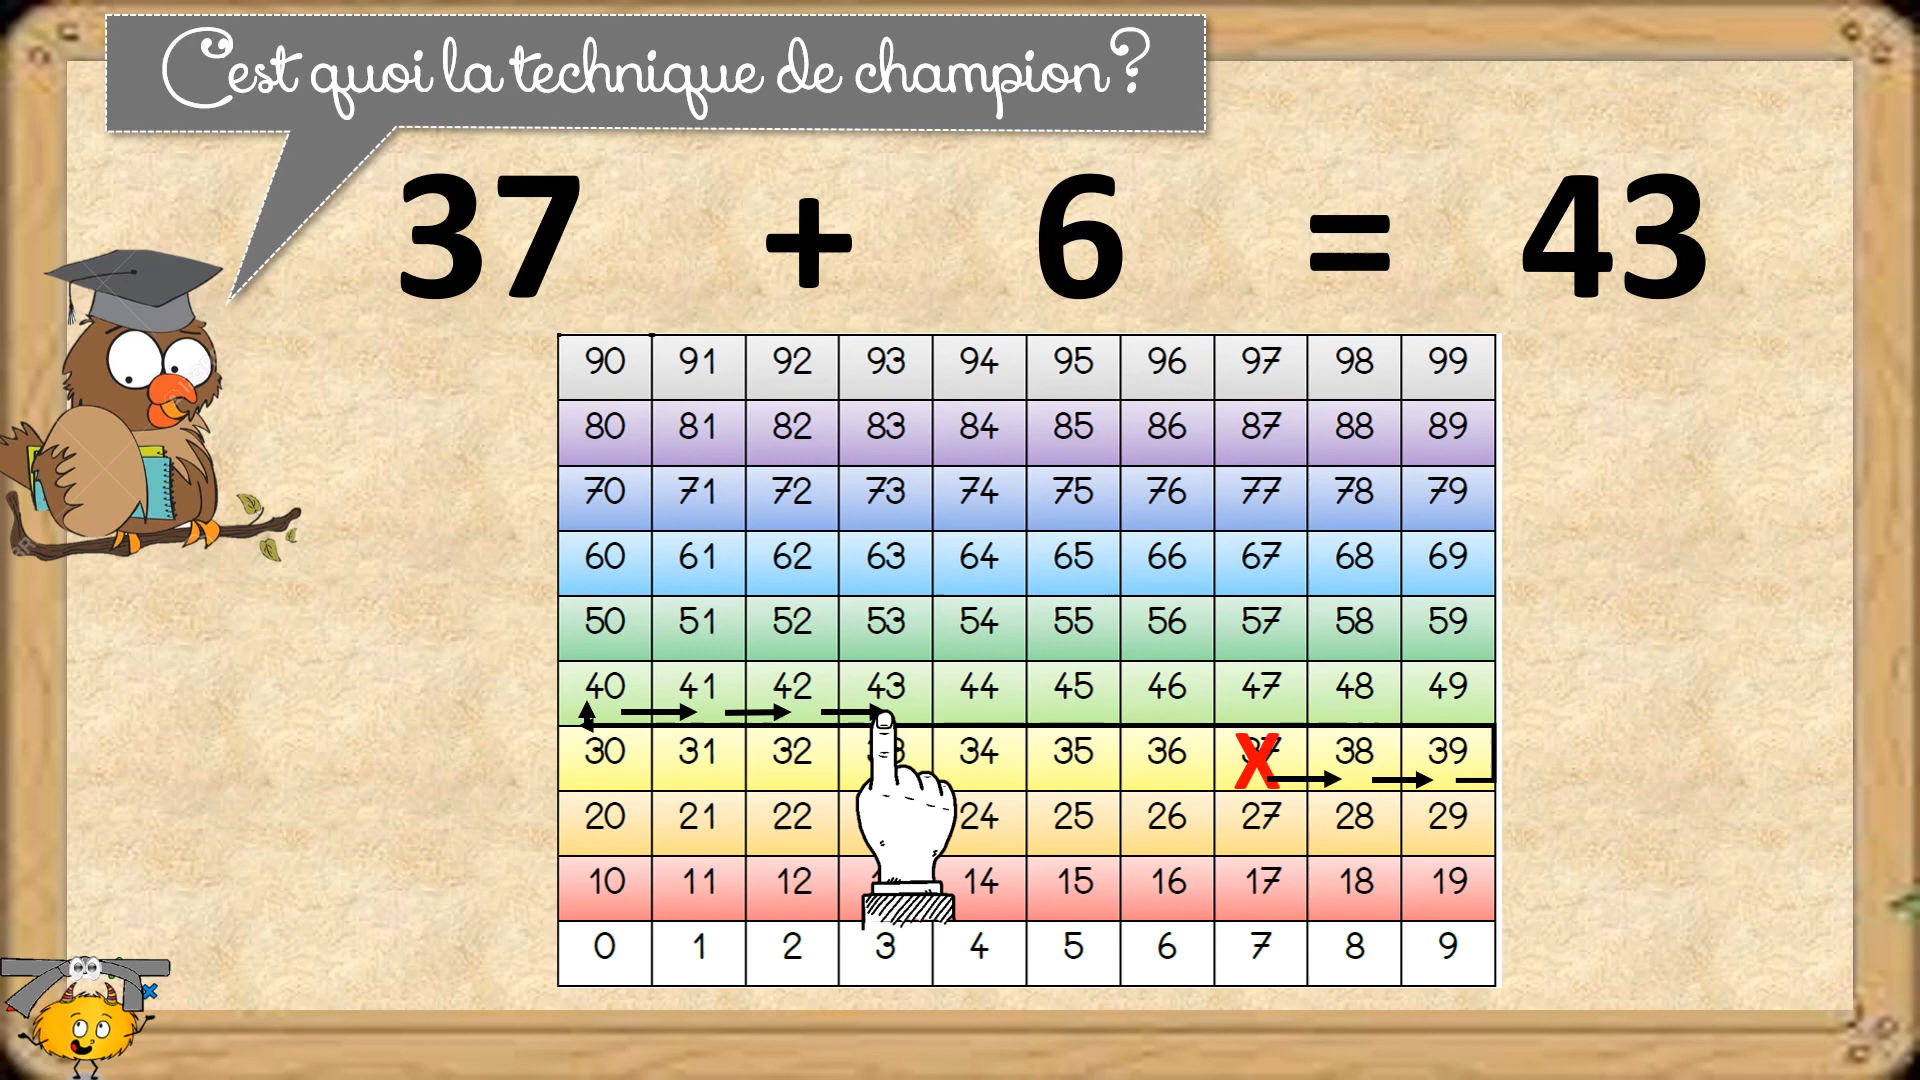 C'est quoi la technique de champion?
37 + 6 = 43
90 91 92 93 94 95 96 97 98 99
80 81 82 83 84 85 86 87 88 89
70 71 72 73 74 75 76 77 78 79
60 61 62 63 64 65 66 67 68 69
50 51 52 53 54 55 56 57 58 59
40 41 42 43 44 45 46 47 48 49
30 31 32 34 35 36 X 38 39
20 21 22 24 25 26 27 28 29
10 11 12 14 15 16 17 18 19
0 1 2 3 4 5 6 7 8 9